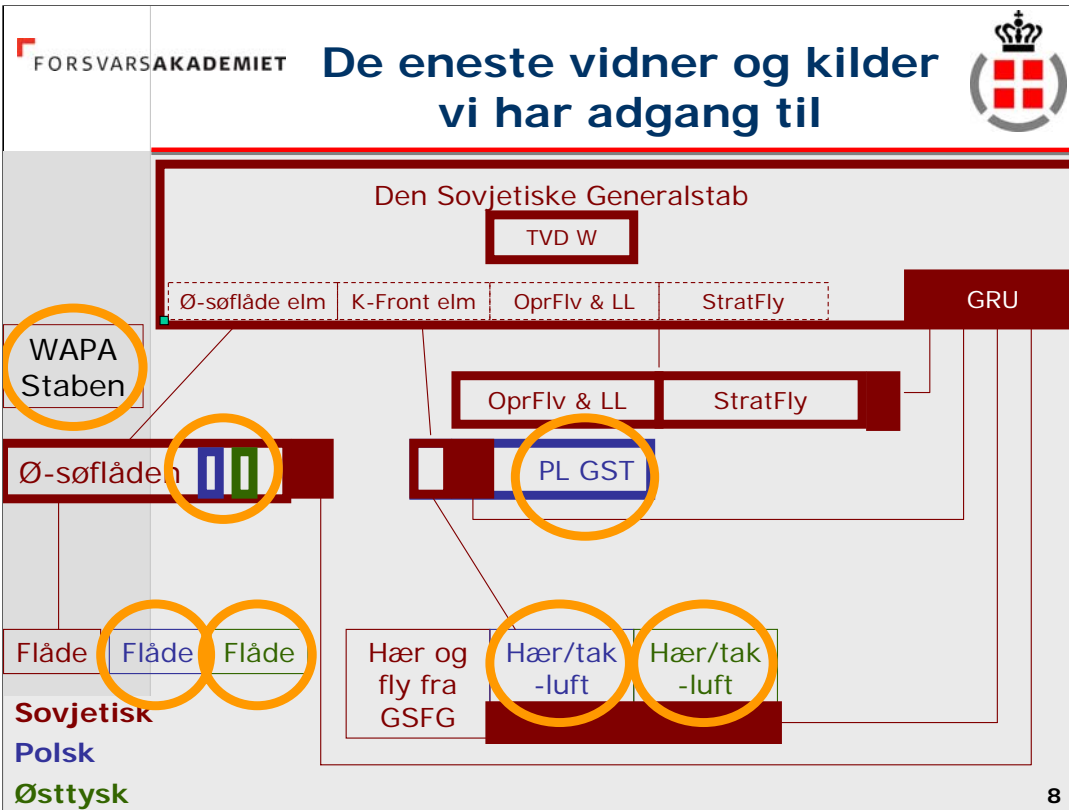 FORSVARSAKADEMIET
De eneste vidner og kilder
vi har adgang til
Den Sovjetiske Generalstab
TVD W
Ø-søflåde elm
K-Front elm
OprFlv & LL
StratFly
GRU
WAPA
Staben
OprFlv & LL
StratFly
Ø-søflåden
PL GST
Flåde
Flåde
Flåde
Hær og
fly fra
GSFG
Hær/tak
-luft
Hær/tak
-luft
Sovjetisk
Polsk
Østtysk
8